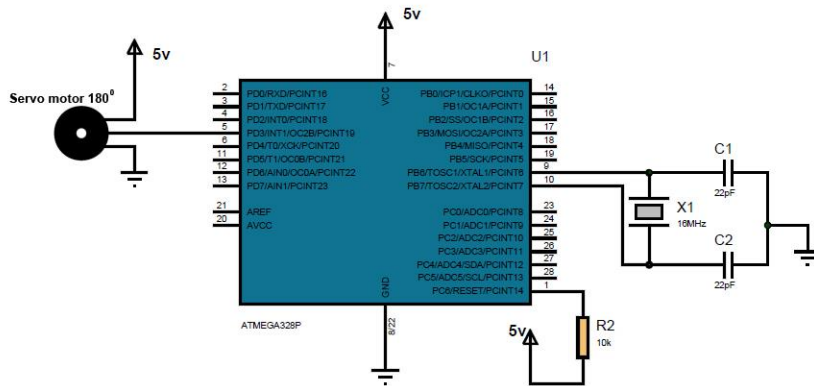 5v
5v
U1
7
VCC
Servo motor 180⁰
2 PD0/RXD/PCINT16
3 PD1/TXD/PCINT17
4 PD2/INT0/PCINT18
5 PD3/INT1/OC2B/PCINT19
6 PD4/T0/XCK/PCINT20
11 PD5/T1/OC0B/PCINT21
12 PD6/AIN0/OC0A/PCINT22
13 PD7/AIN1/PCINT23
21 AREF
20 AVCC
PB0/ICP1/CLKO/PCINT0 14
PB1/OC1A/PCINT1 15
PB2/SS/OC1B/PCINT2 16
PB3/MOSI/OC2A/PCINT3 17
PB4/MISO/PCINT4 18
PB5/SCK/PCINT5 19
PB6/TOSC1/XTAL1/PCINT6 9
PB7/TOSC2/XTAL2/PCINT7 10
PC0/ADC0/PCINT8 23
PC1/ADC1/PCINT9 24
PC2/ADC2/PCINT10 25
PC3/ADC3/PCINT11 26
PC4/ADC4/SDA/PCINT12 27
PC5/ADC5/SCL/PCINT13 28
PC6/RESET/PCINT14 1
GND
8/22
ATMEGA328P
C1
22pF
X1
16MHz
C2
22pF
5v
R2
10k